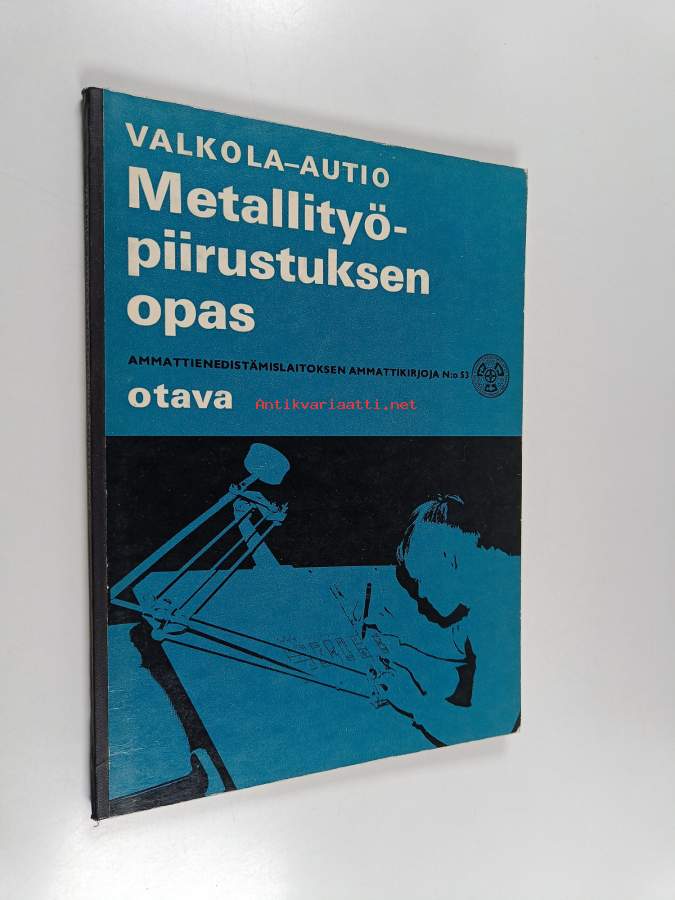 VALKOLA–AUTIO
Metallityö-
piirustuksen
opas
AMMATTIENEDISTÄMISLAITOKSEN AMMATTIKIRJOJA N:o 53
otava
Antikvariaatti.net